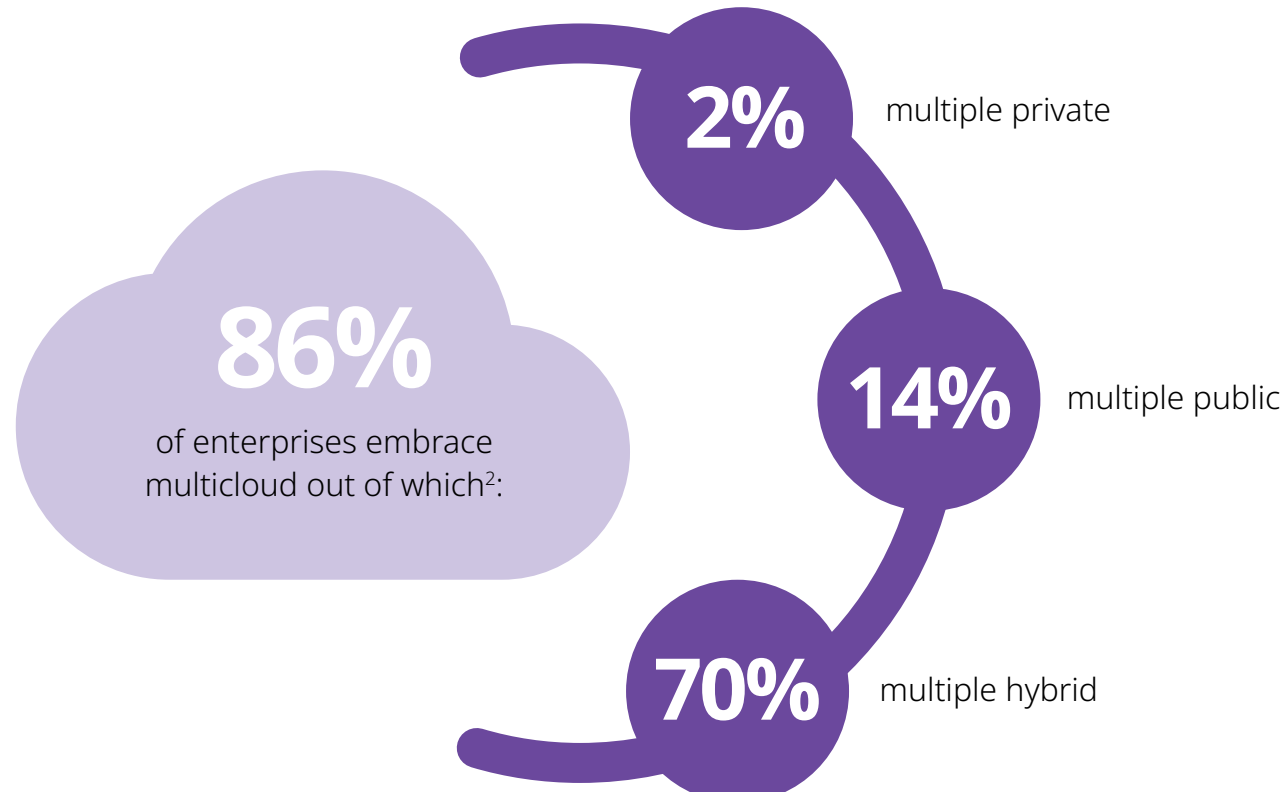 86%
of enterprises embrace
multicloud out of which²:
2%
multiple private
14%
multiple public
70%
multiple hybrid